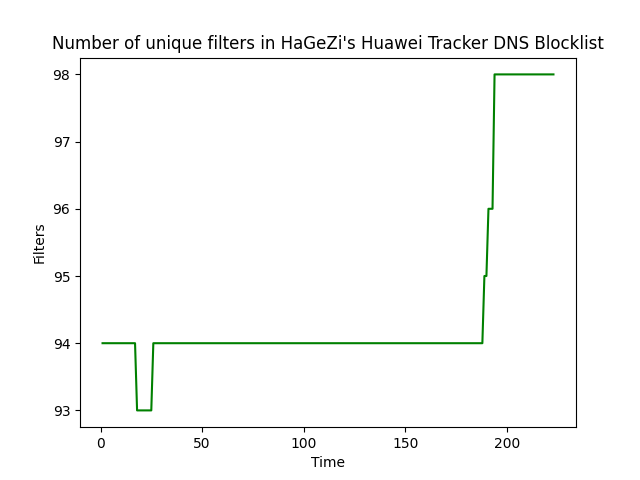 Number of unique filters in HaGeZi's Huawei Tracker DNS Blocklist
98
97
96
95
94
93
Filters
0 50 100 150 200
Time